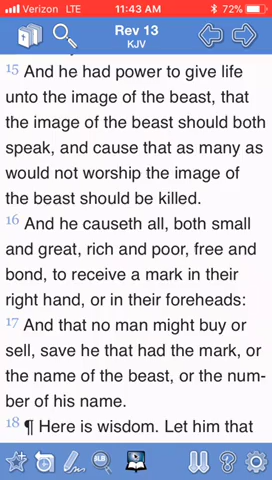 Verizon LTE 11:43 AM 72%
Rev 13
KJV
15 And he had power to give life
unto the image of the beast, that
the image of the beast should both
speak, and cause that as many as
would not worship the image of
the beast should be killed.
16 And he causeth all, both small
and great, rich and poor, free and
bond, to receive a mark in their
right hand, or in their foreheads:
17 And that no man might buy or
sell, save he that had the mark, or
the name of the beast, or the num-
ber of his name.
18 ¶ Here is wisdom. Let him that
BLB